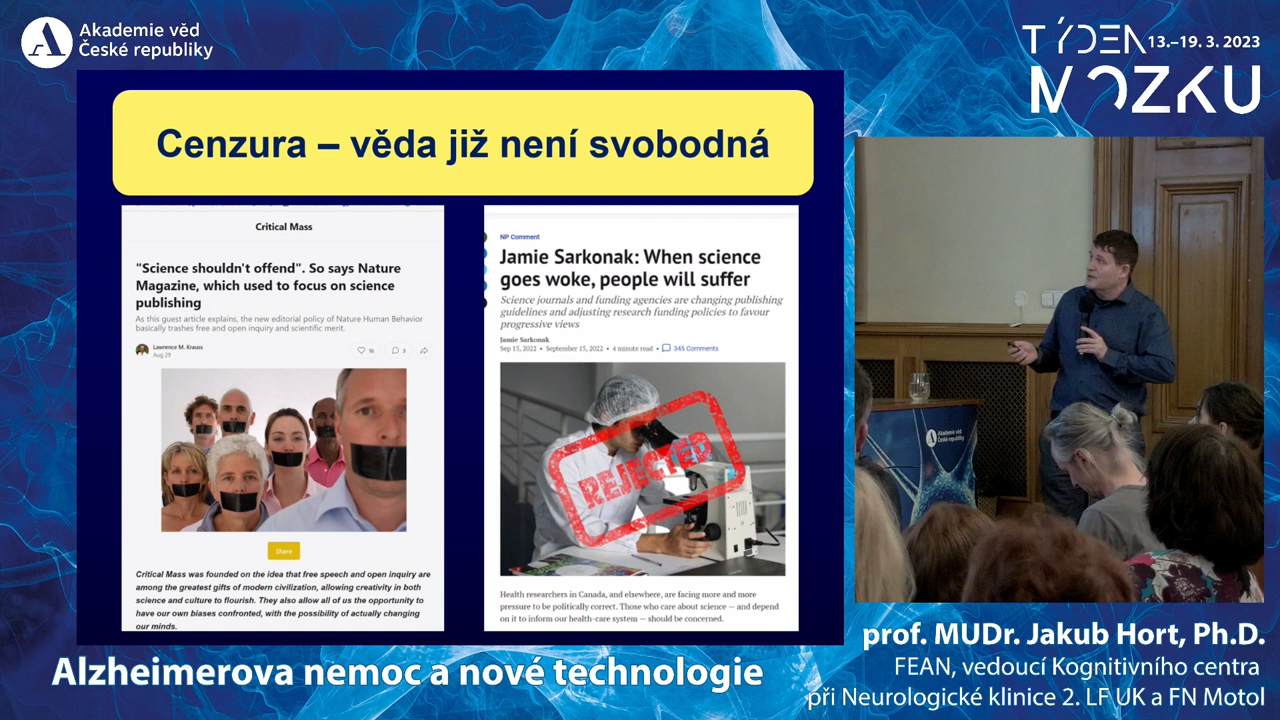 Akademie věd
České republiky
TÝDEN 13.–19. 3. 2023
MOZKU
Cenzura – věda již není svobodná
Critical Mass
"Science shouldn't offend". So says Nature
Magazine, which used to focus on science
publishing
As this guest article explains, the new editorial policy of Nature Human Behavior
basically trashes free and open inquiry and scientific merit.
Lawrence M. Krauss
Aug 29
16
3
Share
Critical Mass was founded on the idea that free speech and open inquiry are
among the greatest gifts of modern civilization, allowing creativity in both
science and culture to flourish. They also allow all of us the opportunity to
have our own biases confronted, with the possibility of actually changing
our minds.
NP Comment
Jamie Sarkonak: When science
goes woke, people will suffer
Science journals and funding agencies are changing publishing
guidelines and adjusting research funding policies to favour
progressive views
Jamie Sarkonak
Sep 15, 2022 • September 15, 2022 • 4 minute read • 345 Comments
REJECTED
Health researchers in Canada, and elsewhere, are facing more and more
pressure to be politically correct. Those who care about science — and depend
on it to inform our health-care system — should be concerned.
Akademie věd
České republiky
prof. MUDr. Jakub Hort, Ph.D.
FEAN, vedoucí Kognitivního centra
při Neurologické klinice 2. LF UK a FN Motol
Alzheimerova nemoc a nové technologie